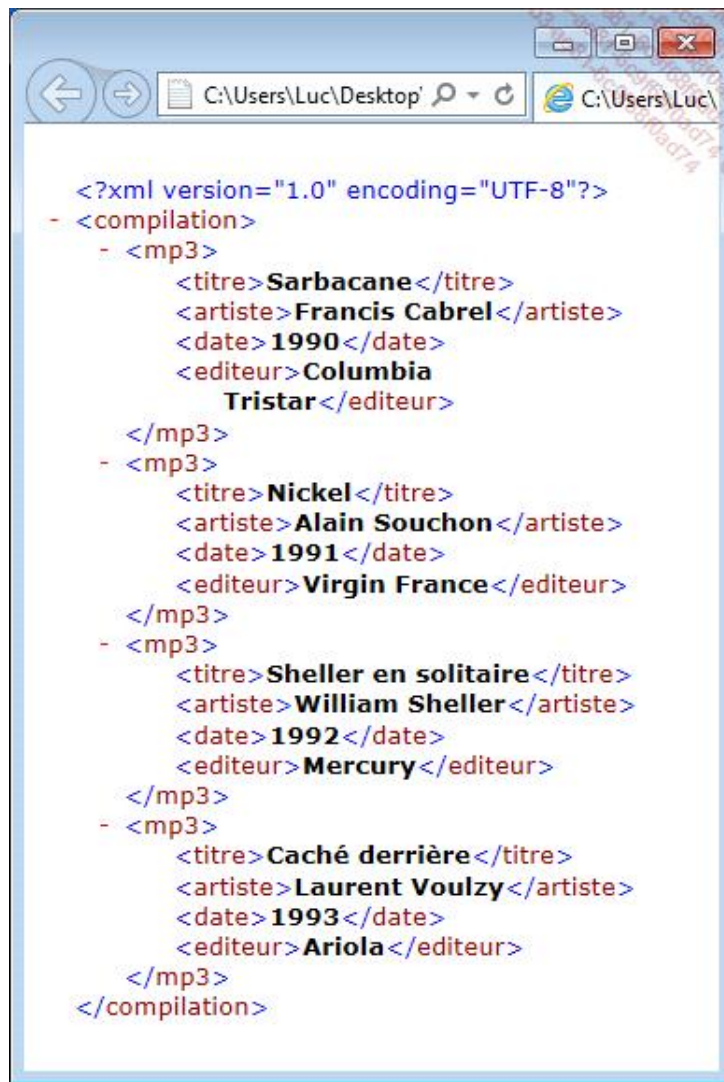 C:\Users\Luc\Desktop\ C:\Users\Luc\
<?xml version="1.0" encoding="UTF-8"?>
- <compilation>
- <mp3>
<titre>Sarbacane</titre>
<artiste>Francis Cabrel</artiste>
<date>1990</date>
<editeur>Columbia
Tristar</editeur>
</mp3>
- <mp3>
<titre>Nickel</titre>
<artiste>Alain Souchon</artiste>
<date>1991</date>
<editeur>Virgin France</editeur>
</mp3>
- <mp3>
<titre>Sheller en solitaire</titre>
<artiste>William Sheller</artiste>
<date>1992</date>
<editeur>Mercury</editeur>
</mp3>
- <mp3>
<titre>Caché derrière</titre>
<artiste>Laurent Voulzy</artiste>
<date>1993</date>
<editeur>Ariola</editeur>
</mp3>
</compilation>